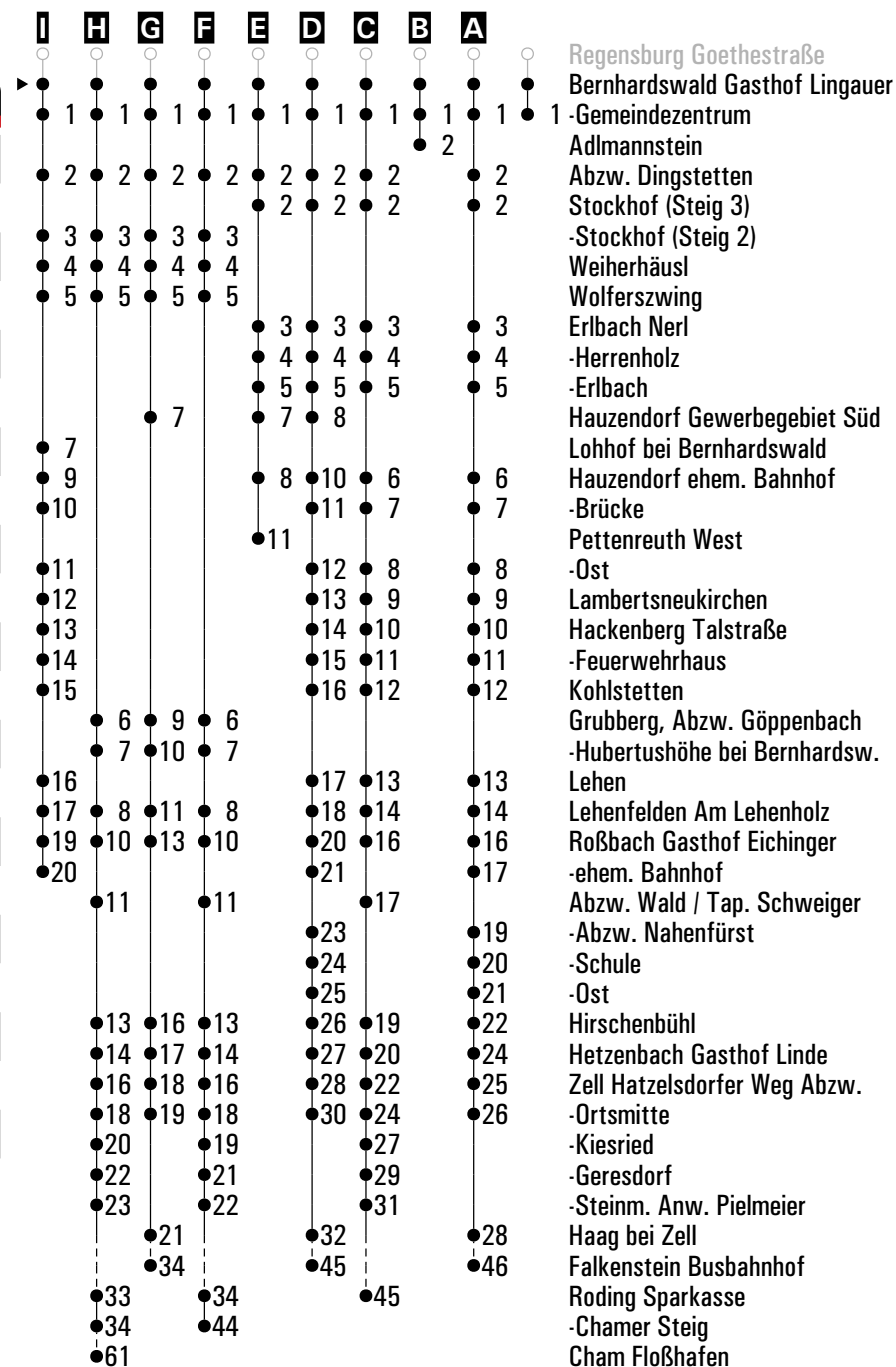 I H G F E D C B A
Regensburg Goethestraße
Bernhardswald Gasthof Lingauer
1 1 1 1 1 1 1 1 1 1 -Gemeindezentrum
2 Adlmannstein
2 2 2 2 2 2 2 2 Abzw. Dingstetten
2 2 2 2 Stockhof (Steig 3)
3 3 3 3 -Stockhof (Steig 2)
4 4 4 4 Weiherhäusl
5 5 5 5 Wolferszwing
3 3 3 3 Erlbach Nerl
4 4 4 4 -Herrenholz
5 5 5 5 -Erlbach
7 7 8 Hauzendorf Gewerbegebiet Süd
7 Lohhof bei Bernhardswald
9 8 10 6 6 Hauzendorf ehem. Bahnhof
10 11 7 7 -Brücke
11 Pettenreuth West
11 12 8 8 -Ost
12 13 9 9 Lambertsneukirchen
13 14 10 10 Hackenberg Talstraße
14 15 11 11 -Feuerwehrhaus
15 16 12 12 Kohlstetten
6 9 6 Grubberg, Abzw. Göppenbach
7 10 7 -Hubertushöhe bei Bernhardsw.
16 17 13 13 Lehen
17 8 11 8 18 14 14 Lehenfelden Am Lehenholz
19 10 13 10 20 16 16 Roßbach Gasthof Eichinger
20 21 17 -ehem. Bahnhof
11 11 17 Abzw. Wald / Tap. Schweiger
23 19 -Abzw. Nahenfürst
24 20 -Schule
25 21 -Ost
13 16 13 26 19 22 Hirschenbühl
14 17 14 27 20 24 Hetzenbach Gasthof Linde
16 18 16 28 22 25 Zell Hatzelsdorfer Weg Abzw.
18 19 18 30 24 26 -Ortsmitte
20 19 27 -Kiesried
22 21 29 -Geresdorf
23 22 31 -Steinm. Anw. Pielmeier
21 32 28 Haag bei Zell
34 45 46 Falkenstein Busbahnhof
33 34 45 Roding Sparkasse
34 44 -Chamer Steig
61 Cham Floßhafen